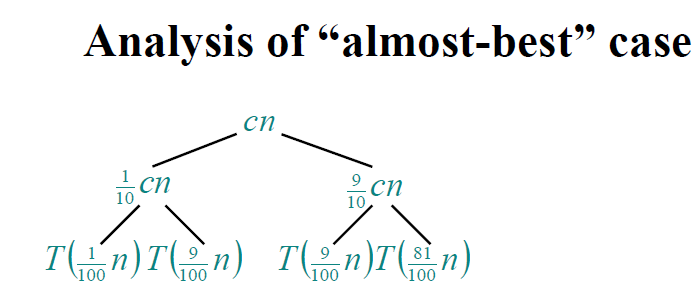 Analysis of “almost-best” case
cn
1/10 cn 9/10 cn
T(1/100 n) T(9/100 n) T(9/100 n) T(81/100 n)